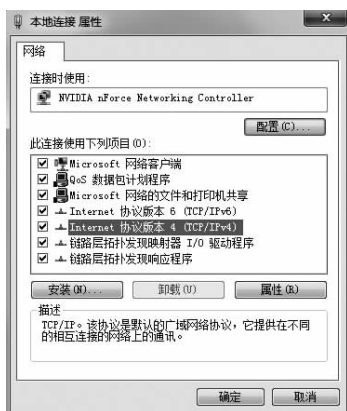 本地连接 属性
网络
连接时使用:
NVIDIA nForce Networking Controller
配置(C)...
此连接使用下列项目(O):
Microsoft 网络客户端
QoS 数据包计划程序
Microsoft 网络的文件和打印机共享
Internet 协议版本 6 (TCP/IPv6)
Internet 协议版本 4 (TCP/IPv4)
链路层拓扑发现映射器 I/O 驱动程序
链路层拓扑发现响应程序
安装(N)... 卸载(U) 属性(R)
描述
TCP/IP。该协议是默认的广域网络协议，它提供在不同
的相互连接的网络上的通讯。
确定 取消